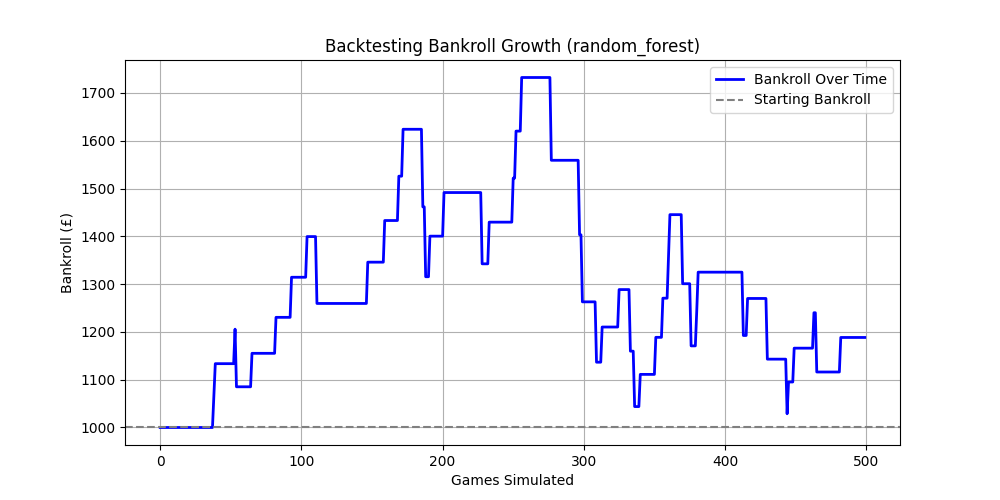 Backtesting Bankroll Growth (random_forest)
Bankroll Over Time
Starting Bankroll
Bankroll (£)
1700
1600
1500
1400
1300
1200
1100
1000
0 100 200 300 400 500
Games Simulated